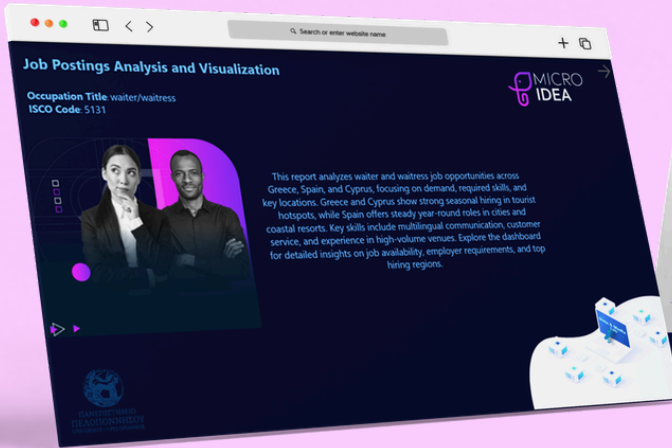 Search or enter website name
Job Postings Analysis and Visualization
Occupation Title: waiter/waitress
ISCO Code: 5131
MICRO
IDEA
This report analyzes waiter and waitress job opportunities across
Greece, Spain, and Cyprus, focusing on demand, required skills, and
key locations. Greece and Cyprus show strong seasonal hiring in tourist
hotspots, while Spain offers steady year-round roles in cities and
coastal resorts. Key skills include multilingual communication, customer
service, and experience in high-volume venues. Explore the dashboard
for detailed insights on job availability, employer requirements, and top
hiring regions.
ΠΑΝΕΠΙΣΤΗΜΙΟ
ΠΕΛΟΠΟΝΝΗΣΟΥ